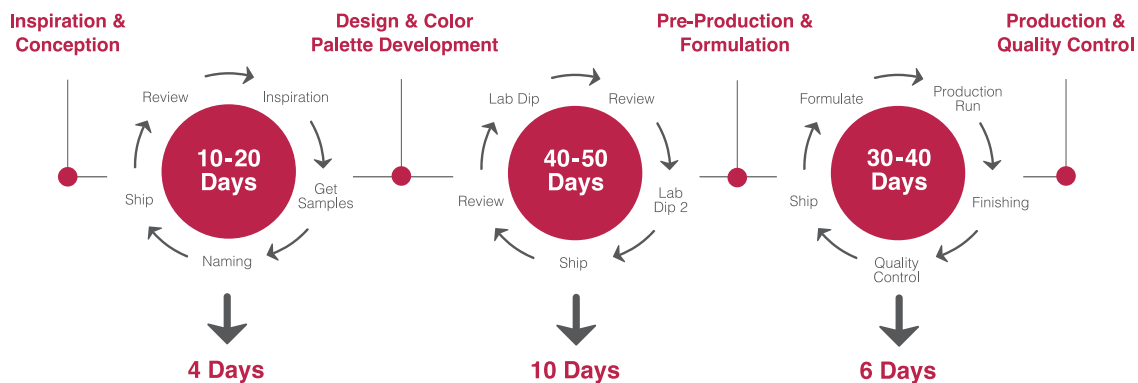 Inspiration &
Conception
Design & Color
Palette Development
Pre-Production &
Formulation
Production &
Quality Control
Review
Inspiration
Get
Samples
Naming
Ship
10-20
Days
Lab Dip
Review
Lab
Dip 2
Ship
Review
40-50
Days
Formulate
Production
Run
Finishing
Quality
Control
Ship
30-40
Days
4 Days
10 Days
6 Days